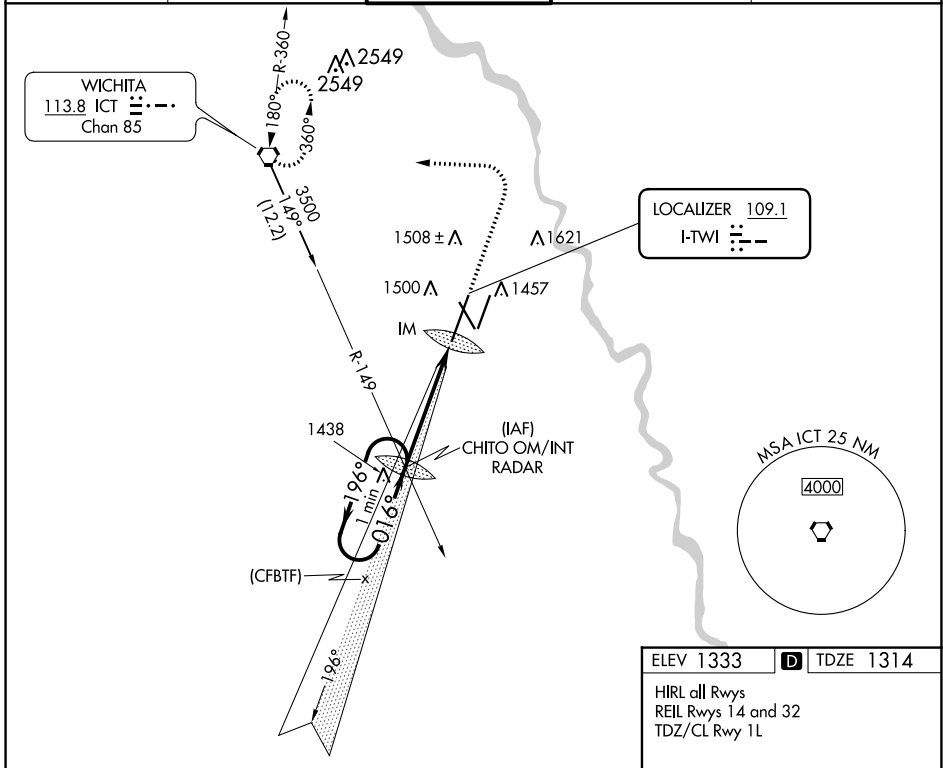 R-360
2549
2549
WICHITA
113.8 ICT
Chan 85
180°
360°
3500
149°
(12.2)
LOCALIZER 109.1
I-TWI
1508 ±
1621
1500
1457
IM
R-149
1438
(IAF)
CHITO OM/INT
RADAR
196°
1 min
016°
MSA ICT 25 NM
4000
(CFBTF)
x
196°
ELEV 1333 D TDZE 1314
HIRL all Rwys
REIL Rwys 14 and 32
TDZ/CL Rwy 1L